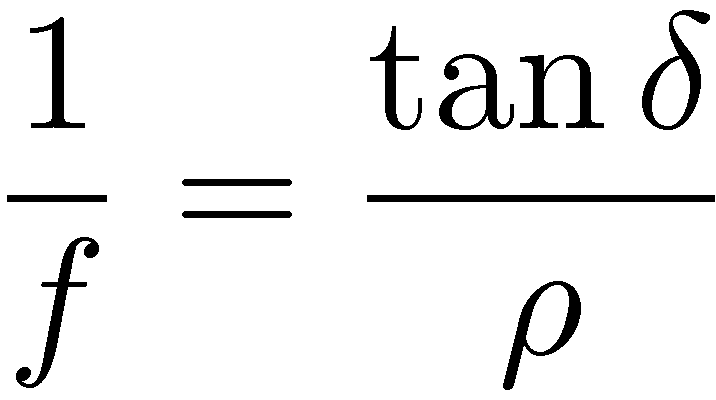 1/f = tan δ/ρ